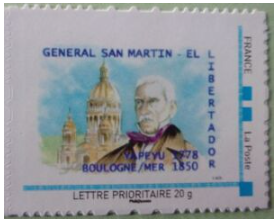 GENERAL SAN MARTIN - EL
LIBERTADOR
YAPEYU 1778
BOULOGNE/MER 1850
FRANCE
La Poste
LETTRE PRIORITAIRE 20 g